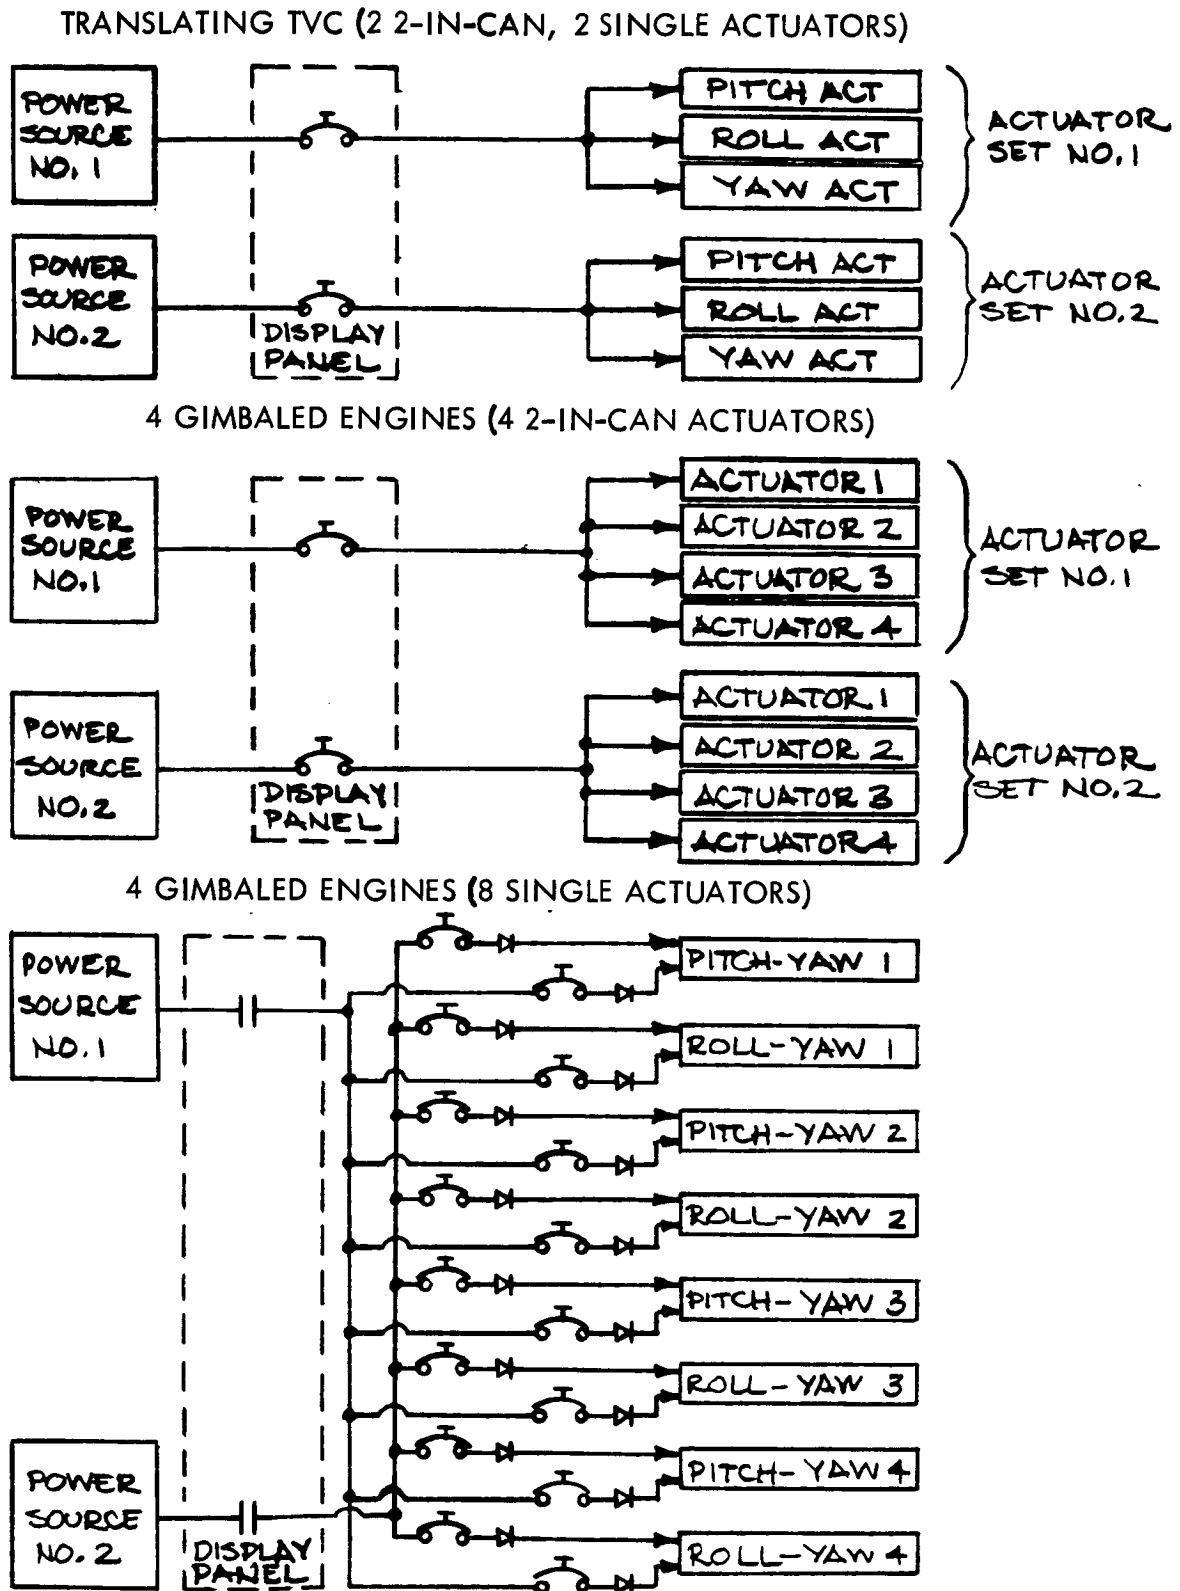 TRANSLATING TVC (2 2-IN-CAN, 2 SINGLE ACTUATORS)
POWER
SOURCE
NO. 1
PITCH ACT
ROLL ACT
YAW ACT
ACTUATOR
SET NO. 1
POWER
SOURCE
NO. 2
DISPLAY
PANEL
PITCH ACT
ROLL ACT
YAW ACT
ACTUATOR
SET NO. 2
4 GIMBALED ENGINES (4 2-IN-CAN ACTUATORS)
POWER
SOURCE
NO. 1
ACTUATOR 1
ACTUATOR 2
ACTUATOR 3
ACTUATOR 4
ACTUATOR
SET NO. 1
POWER
SOURCE
NO. 2
DISPLAY
PANEL
ACTUATOR 1
ACTUATOR 2
ACTUATOR 3
ACTUATOR 4
ACTUATOR
SET NO. 2
4 GIMBALED ENGINES (8 SINGLE ACTUATORS)
POWER
SOURCE
NO. 1
PITCH-YAW 1
ROLL-YAW 1
PITCH-YAW 2
ROLL-YAW 2
PITCH-YAW 3
ROLL-YAW 3
PITCH-YAW 4
ROLL-YAW 4
POWER
SOURCE
NO. 2
DISPLAY
PANEL